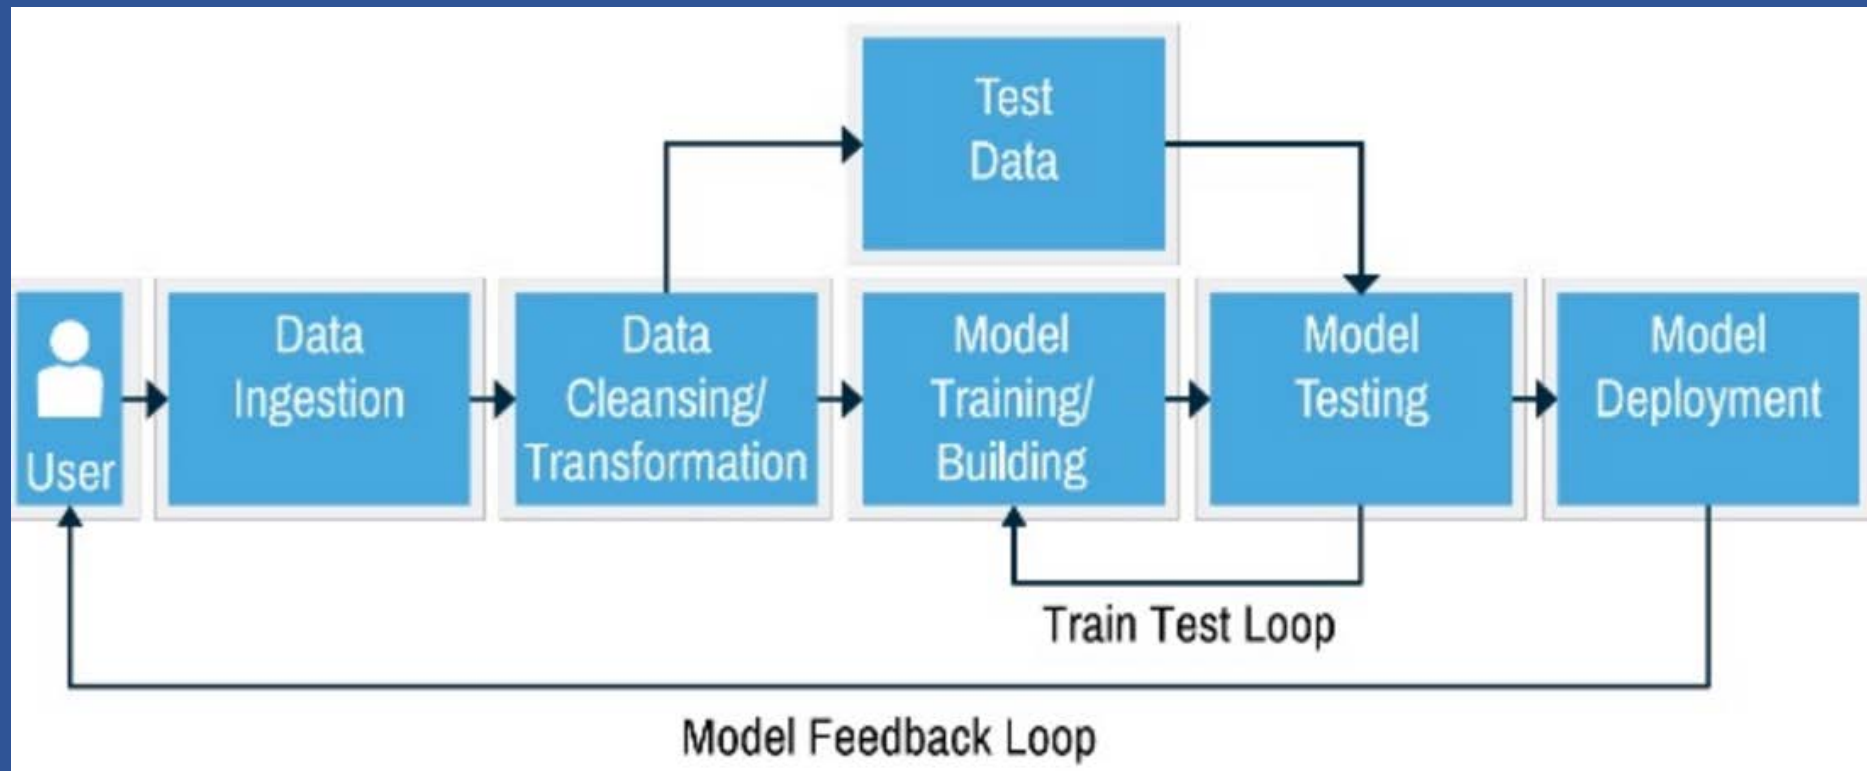 Test
Data
User
Data
Ingestion
Data
Cleansing/
Transformation
Model
Training/
Building
Model
Testing
Model
Deployment
Train Test Loop
Model Feedback Loop